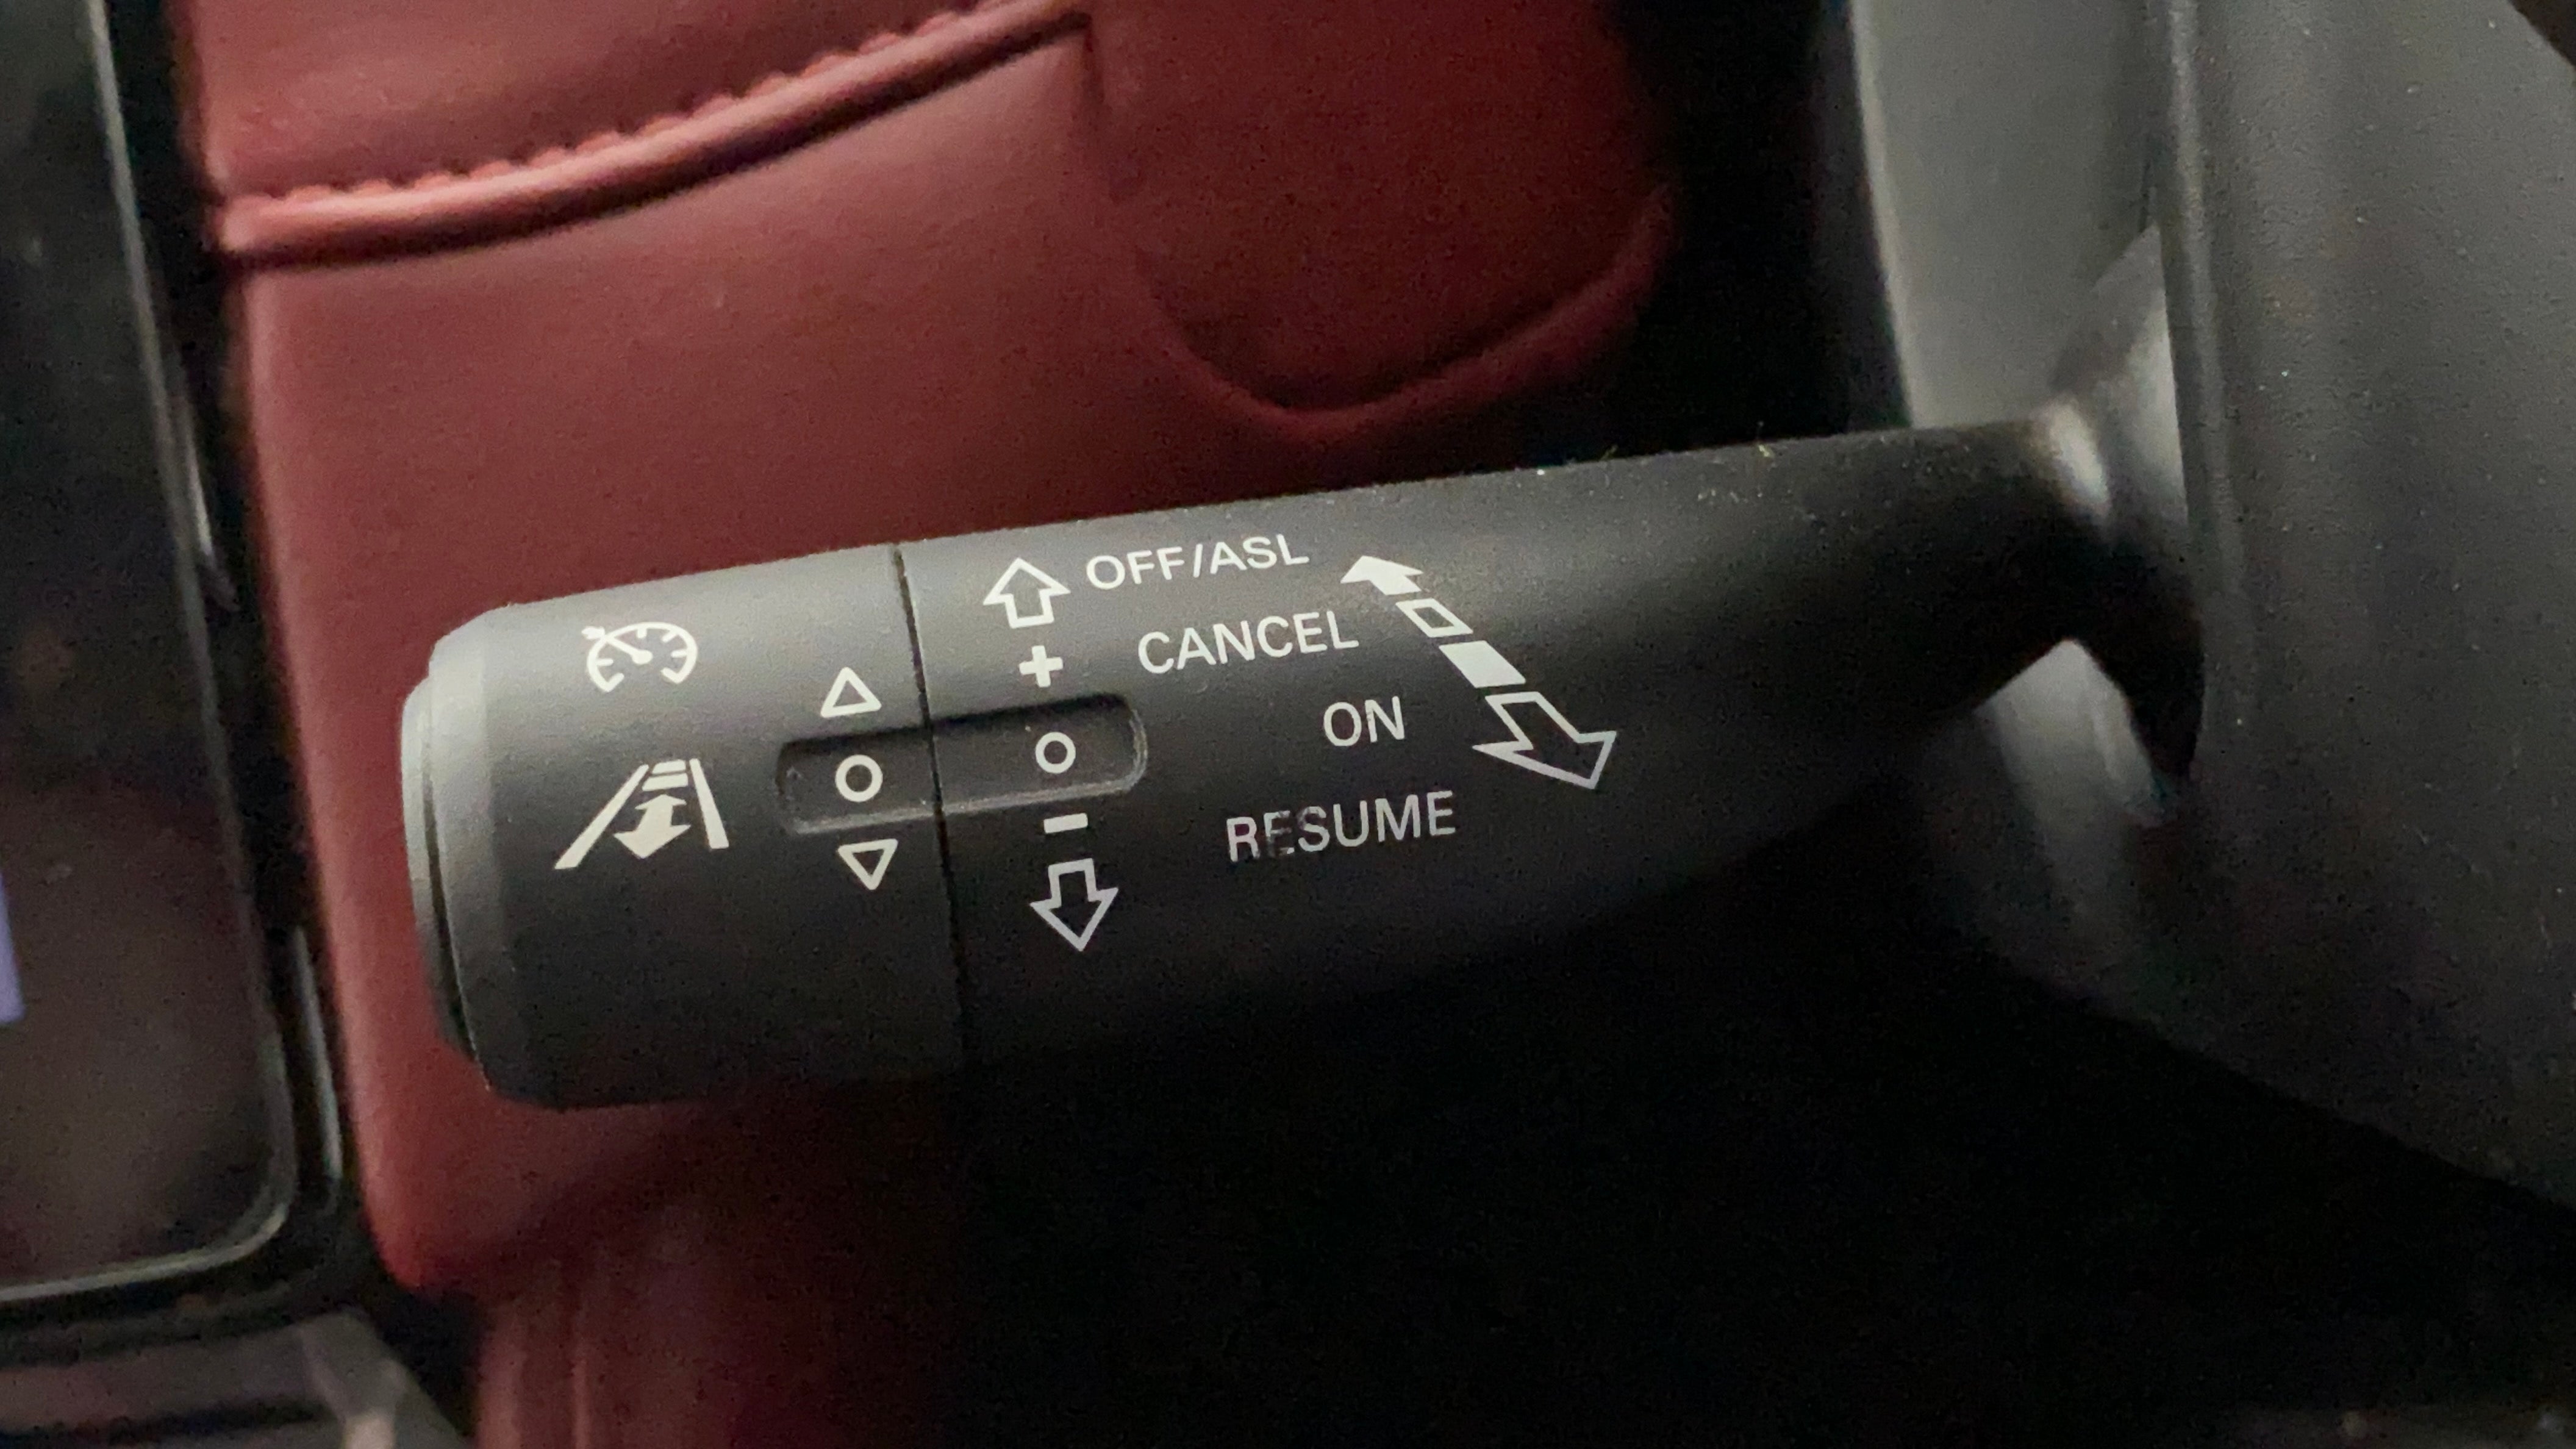 OFF/ASL
+ CANCEL
ON
- RESUME